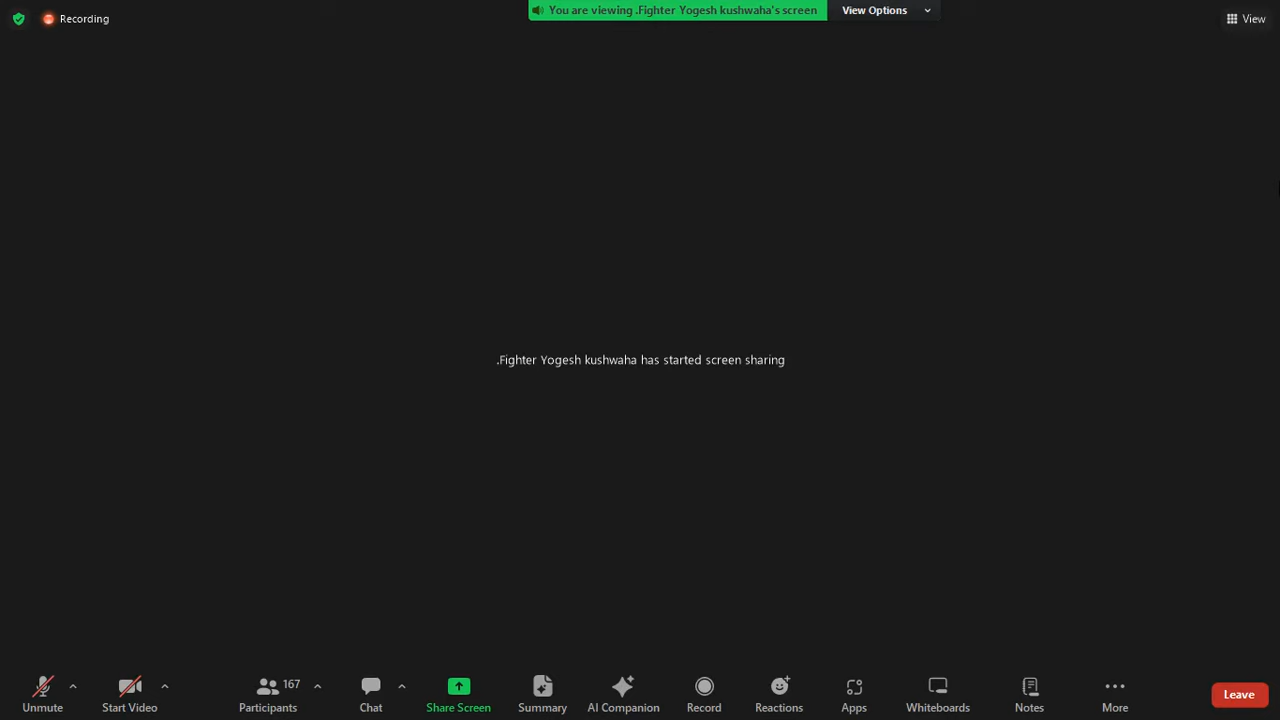 Recording
You are viewing .Fighter Yogesh kushwaha's screen
View Options
View
.Fighter Yogesh kushwaha has started screen sharing
Unmute
Start Video
167
Participants
Chat
Share Screen
Summary
AI Companion
Record
Reactions
Apps
Whiteboards
Notes
More
Leave